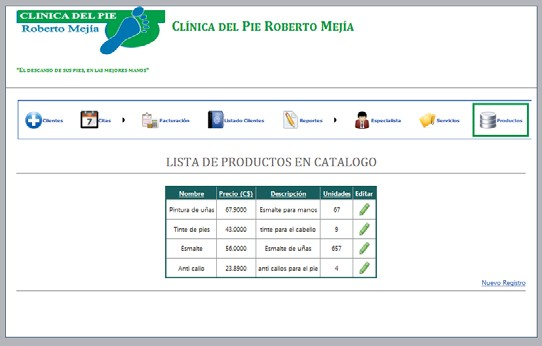 CLINICA DEL PIE
Roberto Mejía
CLÍNICA DEL PIE ROBERTO MEJÍA
"EL DESCANSO DE SUS PIES, EN LAS MEJORES MANOS"
Clientes 7 Citas Facturación Listado Clientes Reportes Especialista Servicios Productos
LISTA DE PRODUCTOS EN CATALOGO
Nombre Precio (C$) Descripción Unidades Editar
Pintura de uñas 67.9000 Esmalte para manos 67
Tinte de pies 43.0000 tinte para el cabello 9
Esmalte 56.0000 Esmalte de uñas 657
Anti callo 23.8900 anti callos para el pie 4
Nuevo Registro